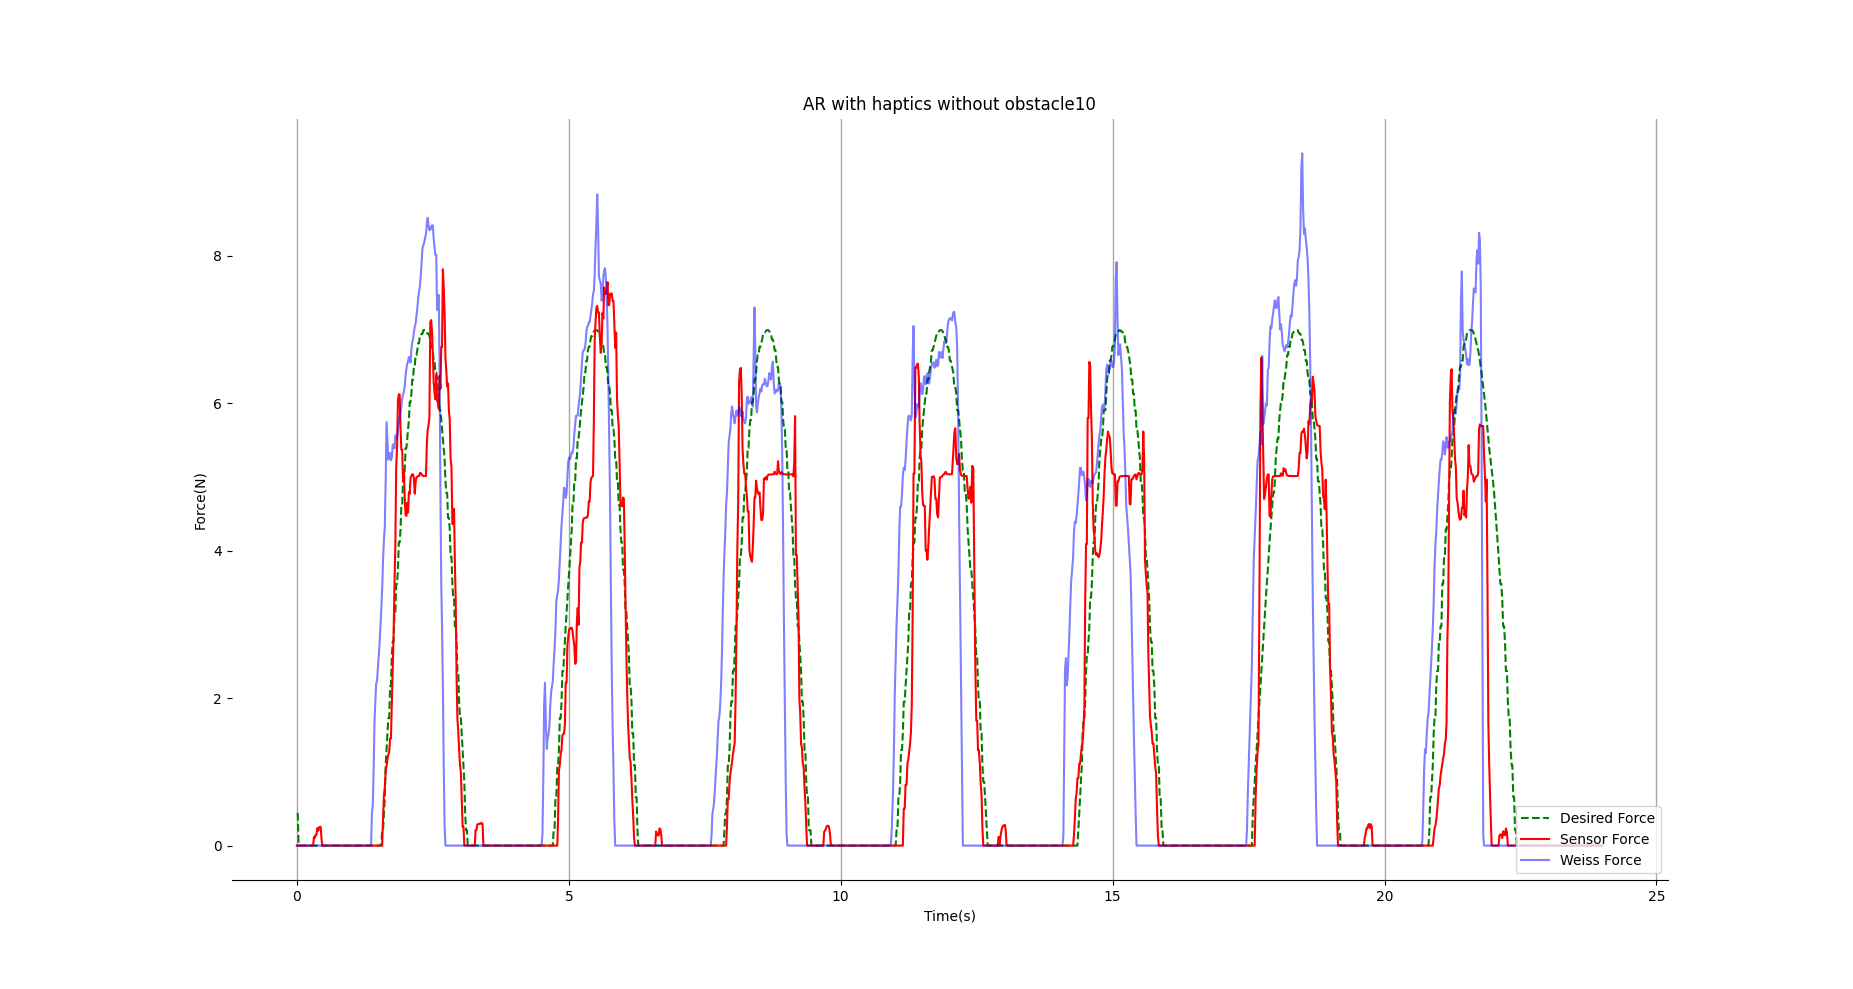 AR with haptics without obstacle10
Force(N)
8
6
4
2
0
0 5 10 15 20 25
Time(s)
Desired Force
Sensor Force
Weiss Force